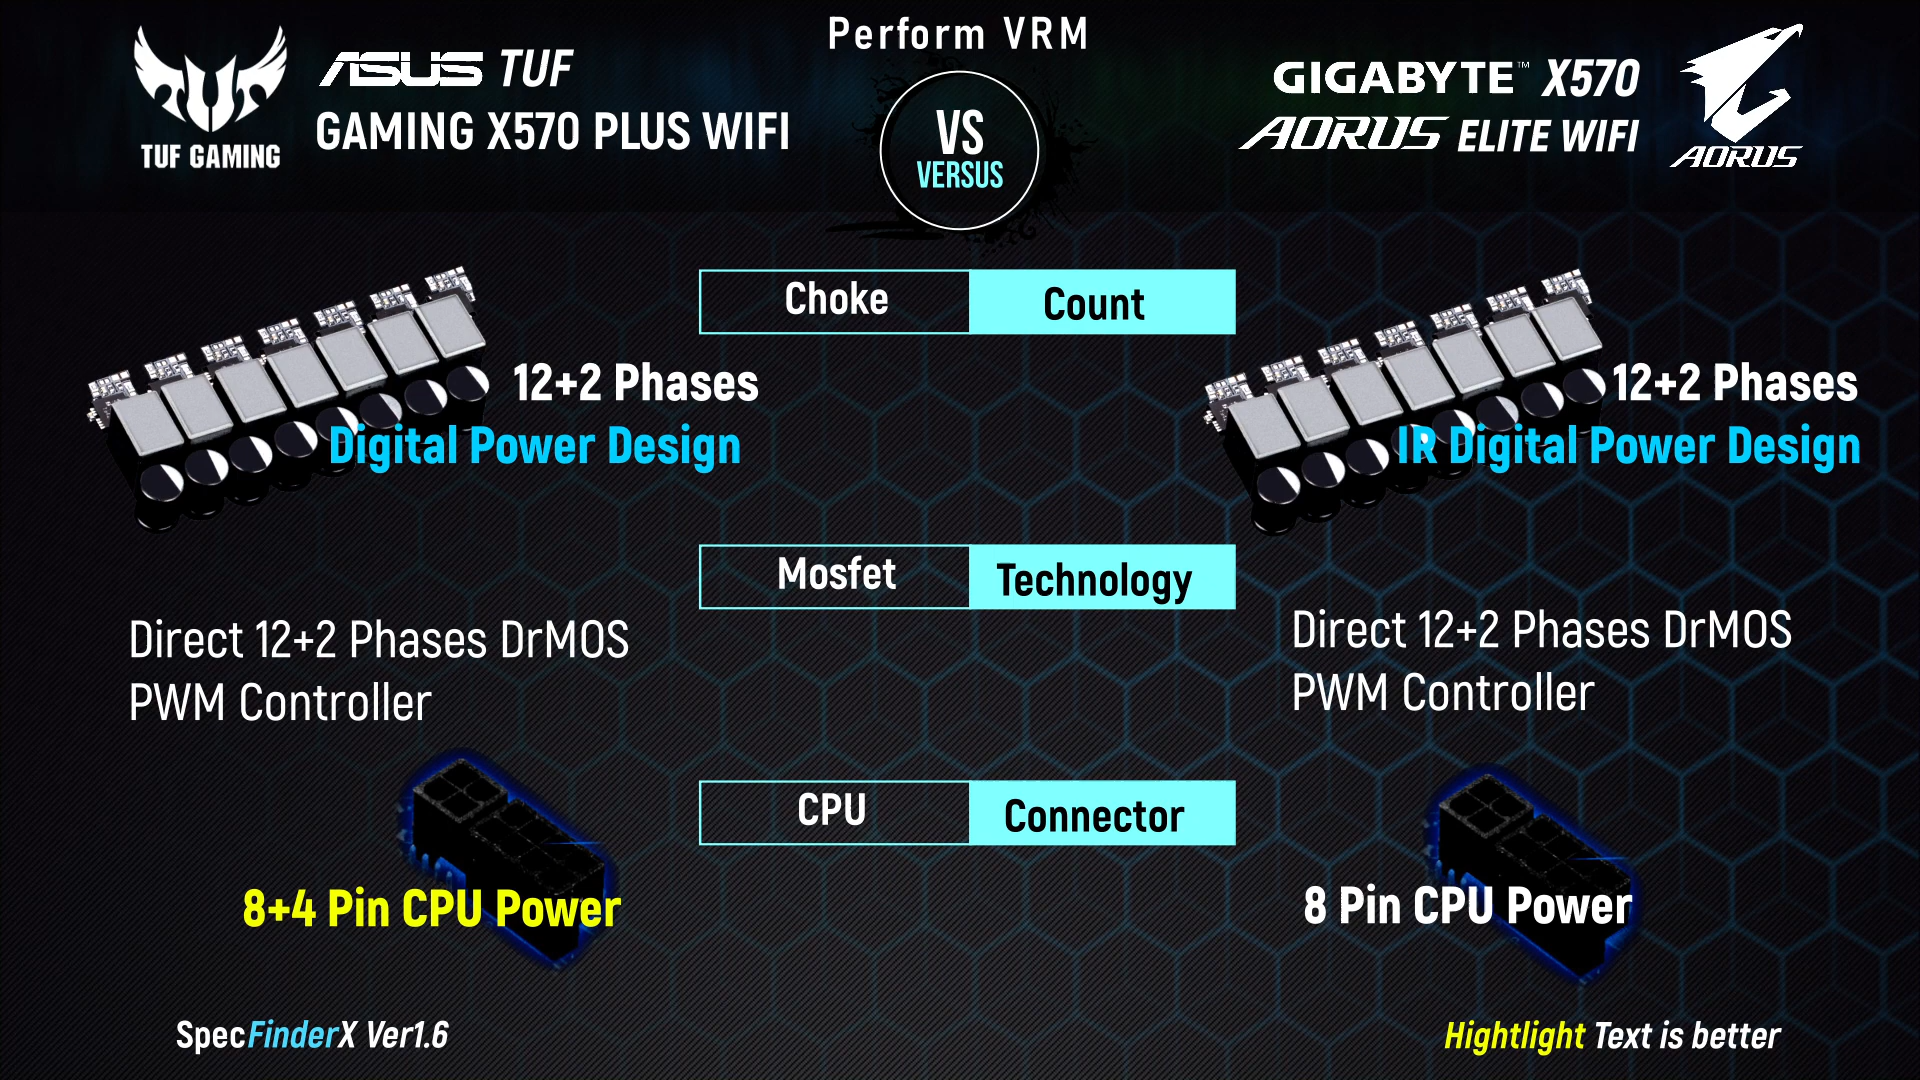 Perform VRM
TUF GAMING
ASUS TUF
GAMING X570 PLUS WIFI
VS
VERSUS
GIGABYTE™ X570
AORUS ELITE WIFI
AORUS
Choke Count
12+2 Phases
Digital Power Design
12+2 Phases
IR Digital Power Design
Mosfet Technology
Direct 12+2 Phases DrMOS
PWM Controller
Direct 12+2 Phases DrMOS
PWM Controller
CPU Connector
8+4 Pin CPU Power
8 Pin CPU Power
SpecFinderX Ver1.6
Hightlight Text is better